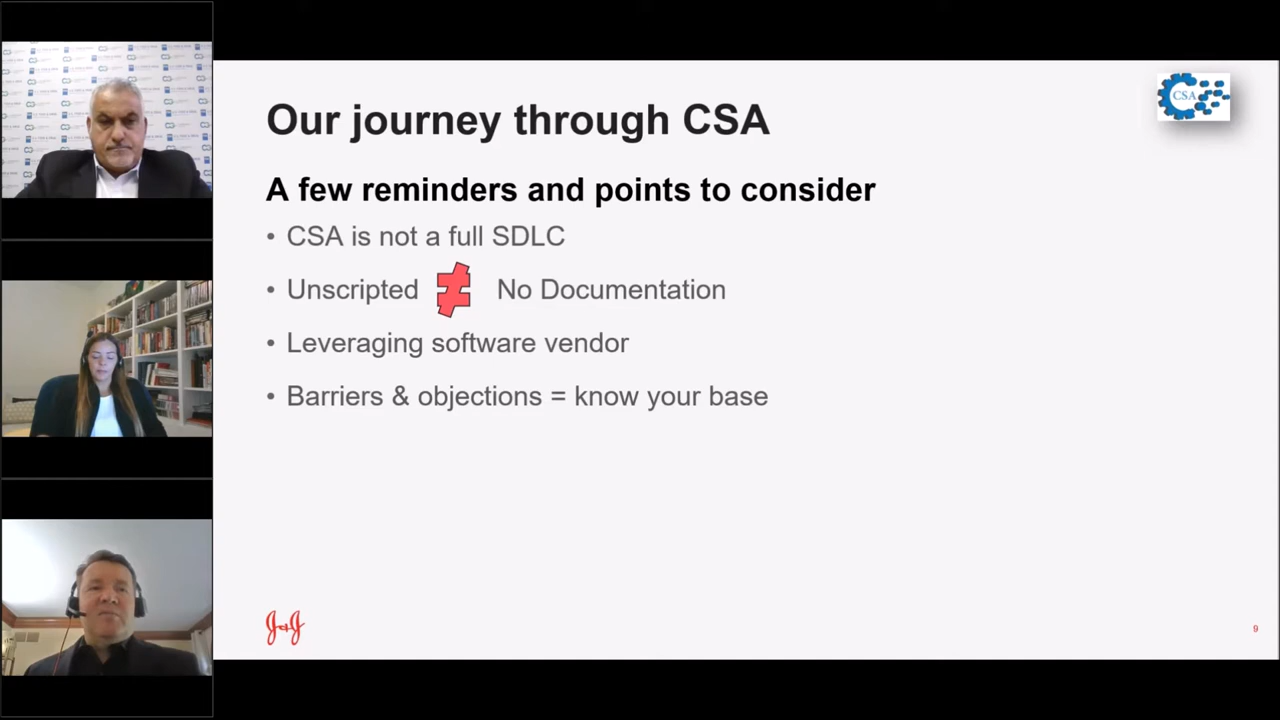 Our journey through CSA
CSA
A few reminders and points to consider
• CSA is not a full SDLC
• Unscripted ≠ No Documentation
• Leveraging software vendor
• Barriers & objections = know your base
J&J
9